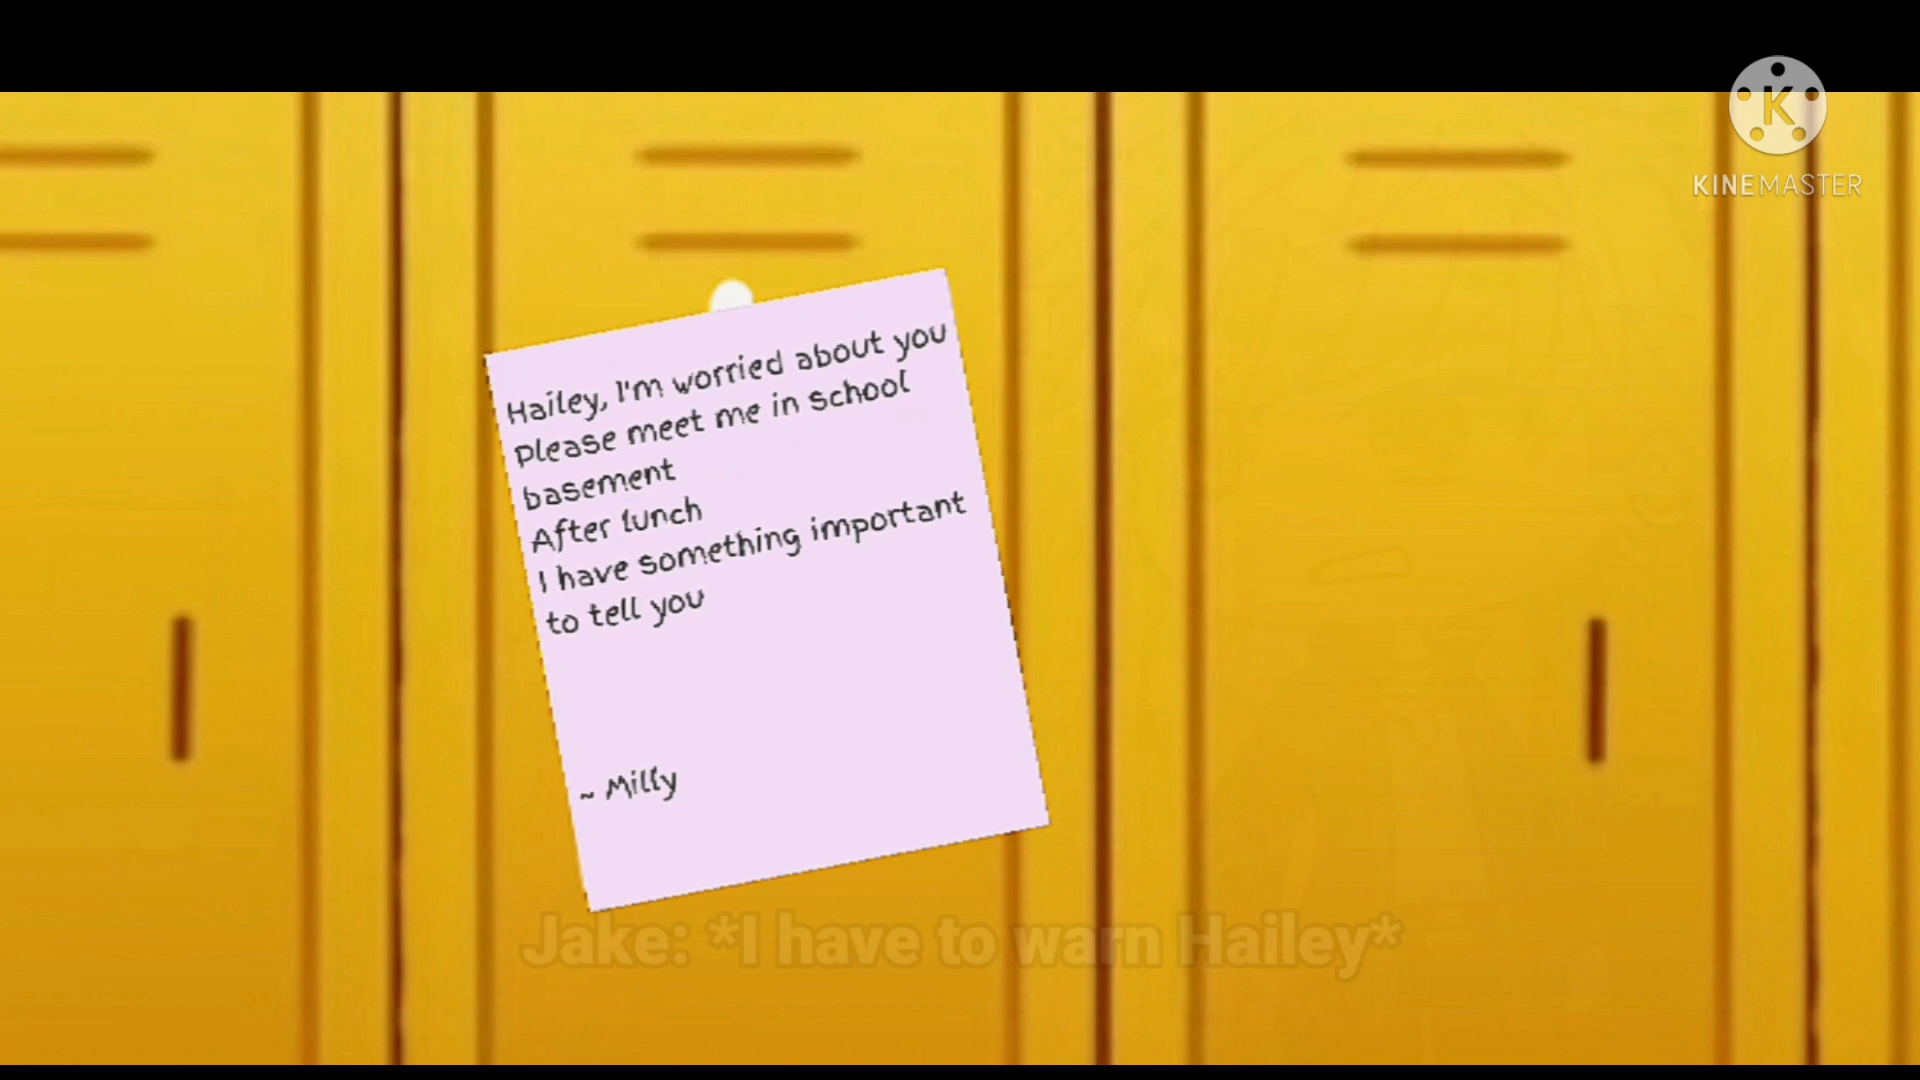 K
KINEMASTER
Hailey, I'm worried about you
Please meet me in school
basement
After lunch
I have something important
to tell you
~ Milly
Jake: *I have to warn Hailey*